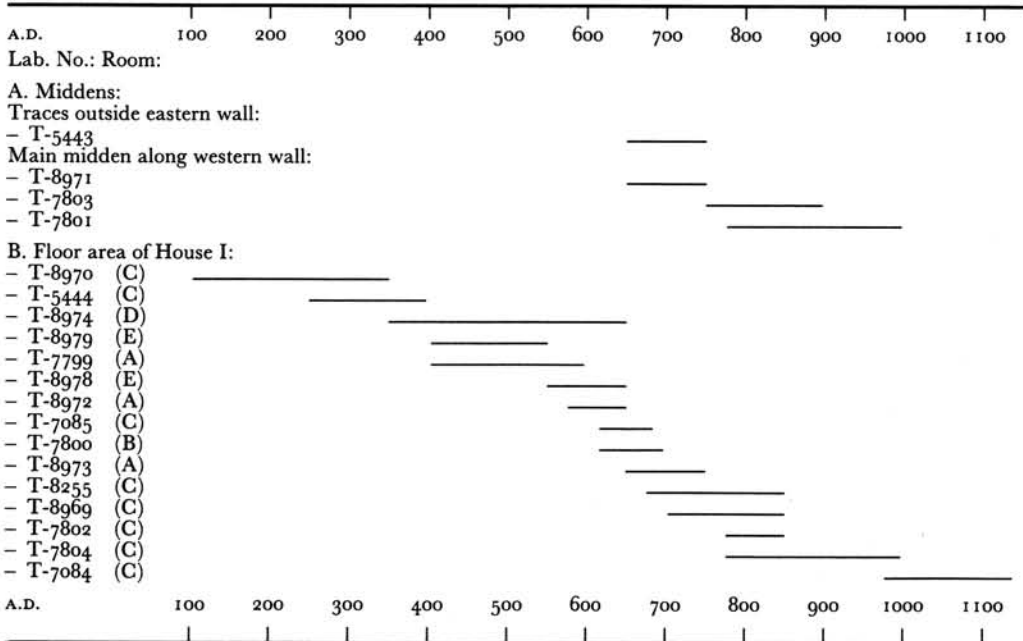 A.D. 100 200 300 400 500 600 700 800 900 1000 1100
Lab. No.: Room:
A. Middens:
Traces outside eastern wall:
– T-5443
Main midden along western wall:
– T-8971
– T-7803
– T-7801
B. Floor area of House I:
– T-8970 (C)
– T-5444 (C)
– T-8974 (D)
– T-8979 (E)
– T-7799 (A)
– T-8978 (E)
– T-8972 (A)
– T-7085 (C)
– T-7800 (B)
– T-8973 (A)
– T-8255 (C)
– T-8969 (C)
– T-7802 (C)
– T-7804 (C)
– T-7084 (C)
A.D. 100 200 300 400 500 600 700 800 900 1000 1100